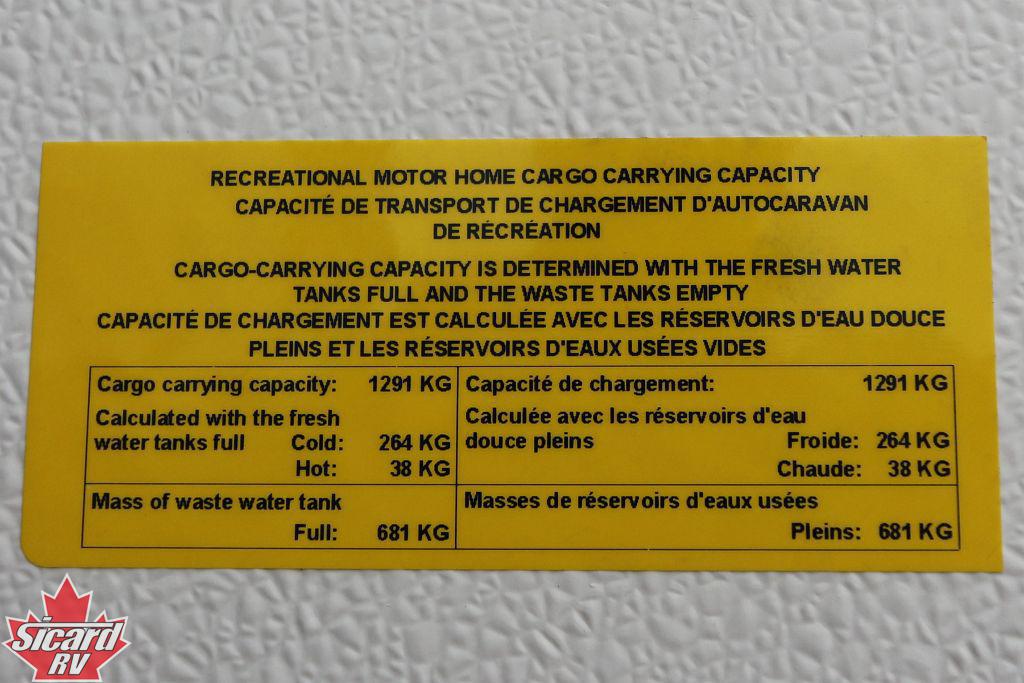 RECREATIONAL MOTOR HOME CARGO CARRYING CAPACITY
CAPACITÉ DE TRANSPORT DE CHARGEMENT D'AUTOCARAVAN
DE RÉCRÉATION
CARGO-CARRYING CAPACITY IS DETERMINED WITH THE FRESH WATER
TANKS FULL AND THE WASTE TANKS EMPTY
CAPACITÉ DE CHARGEMENT EST CALCULÉE AVEC LES RÉSERVOIRS D'EAU DOUCE
PLEINS ET LES RÉSERVOIRS D'EAUX USÉES VIDES
Cargo carrying capacity: 1291 KG
Calculated with the fresh
water tanks full Cold: 264 KG
Hot: 38 KG
Capacité de chargement: 1291 KG
Calculée avec les réservoirs d'eau
douce pleins Froide: 264 KG
Chaude: 38 KG
Mass of waste water tank
Full: 681 KG
Masses de réservoirs d'eaux usées
Pleins: 681 KG
Sicard
RV